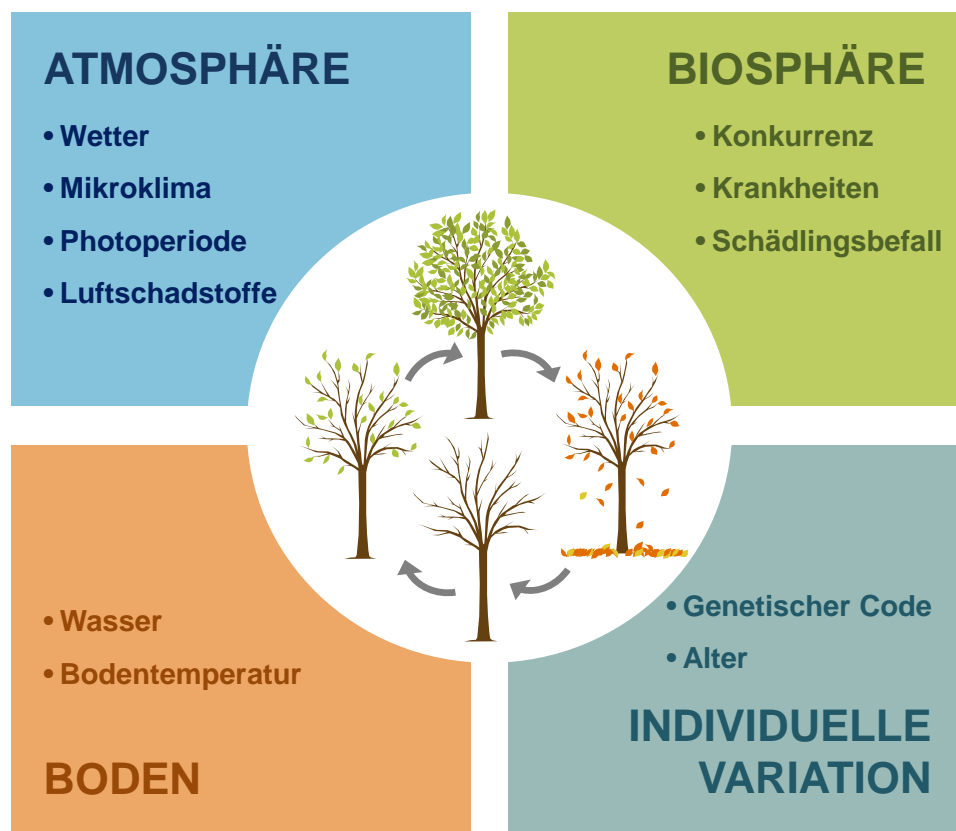 ATMOSPHÄRE
• Wetter
• Mikroklima
• Photoperiode
• Luftschadstoffe
BIOSPHÄRE
• Konkurrenz
• Krankheiten
• Schädlingsbefall
• Wasser
• Bodentemperatur
BODEN
• Genetischer Code
• Alter
INDIVIDUELLE
VARIATION